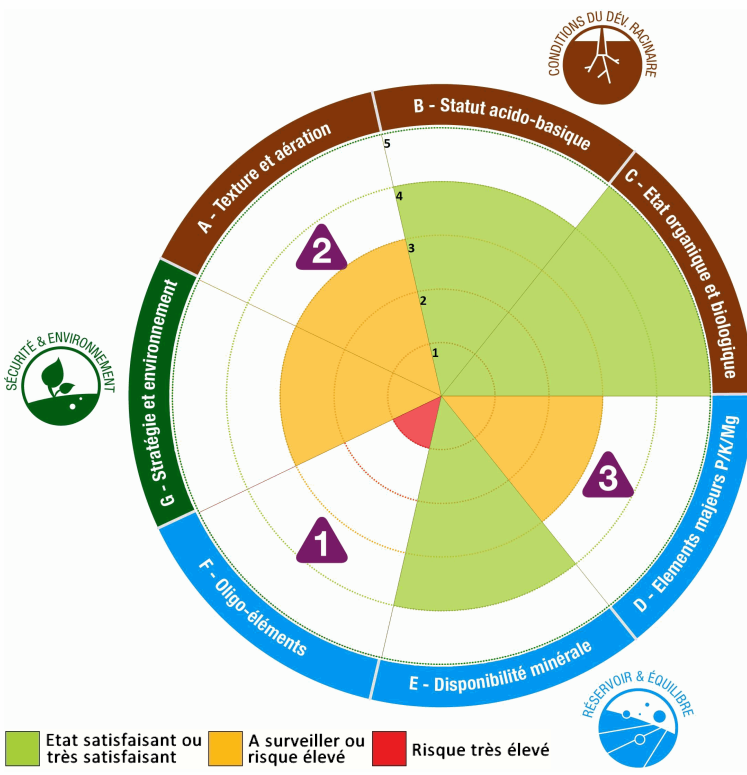 CONDITIONS DU DÉV. RACINAIRE
B - Statut acido-basique
A - Texture et aération
C - Etat organique et biologique
5
4
3
2
1
2
SÉCURITÉ & ENVIRONNEMENT
G - Stratégie et environnement
3
D - Elements majeurs P/K/Mg
1
F - Oligo-éléments
E - Disponibilité minérale
RÉSERVOIR & ÉQUILIBRE
Etat satisfaisant ou
très satisfaisant
A surveiller ou
risque élevé
Risque très élevé